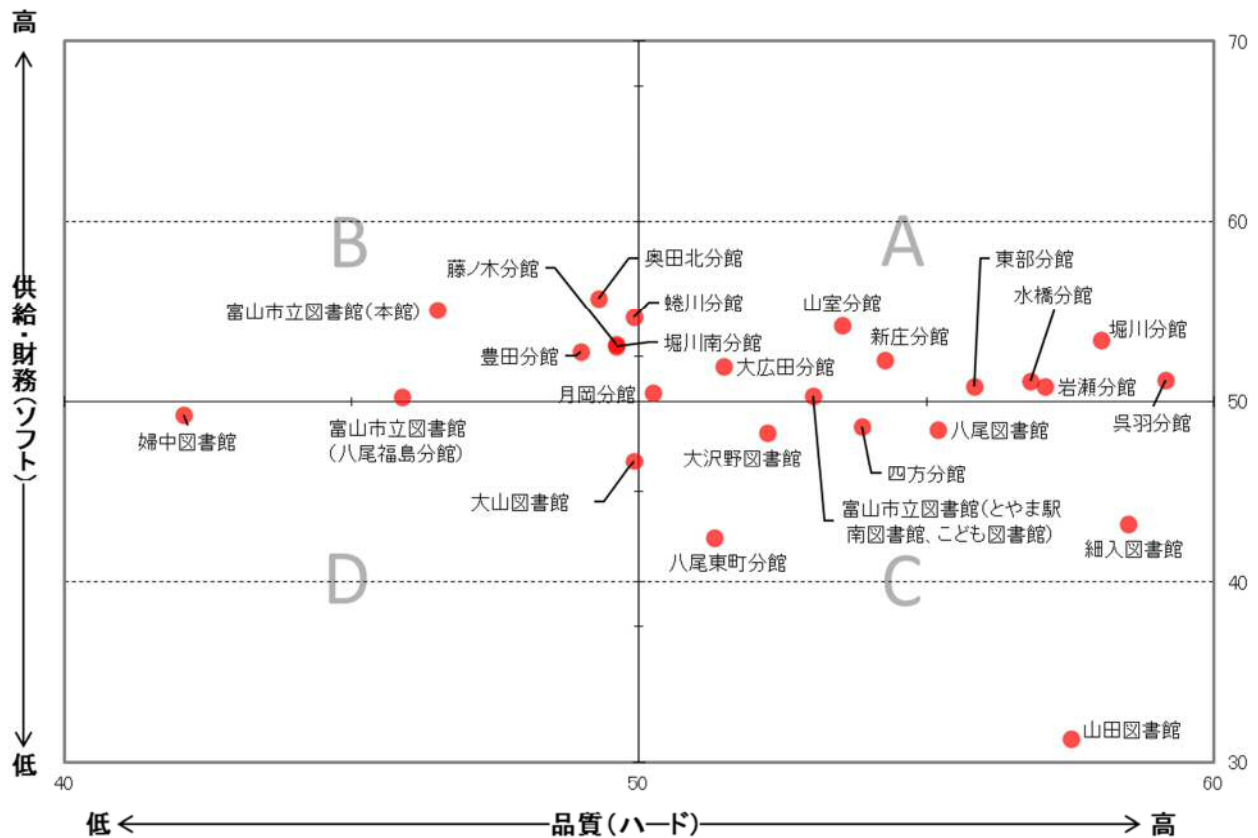 高
70
B
A
60
藤ノ木分館
奥田北分館
東部分館
水橋分館
富山市立図書館(本館)
蜷川分館
山室分館
堀川分館
新庄分館
豊田分館
堀川南分館
大広田分館
月岡分館
岩瀬分館
呉羽分館
50
供給・財務(ソフト)
婦中図書館
富山市立図書館
(八尾福島分館)
大沢野図書館
八尾図書館
四方分館
大山図書館
富山市立図書館(とやま駅
南図書館、こども図書館)
八尾東町分館
細入図書館
D
C
40
山田図書館
低
30
40
50
60
低
品質(ハード)
高